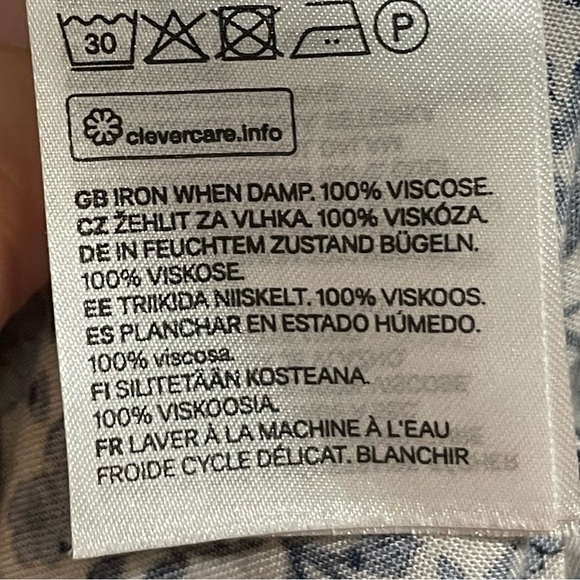 30 P
clevercare.info
GB IRON WHEN DAMP. 100% VISCOSE.
CZ ŽEHLIT ZA VLHKA. 100% VISKÓZA.
DE IN FEUCHTEM ZUSTAND BÜGELN.
100% VISKOSE.
EE TRIIKIDA NIISKELT. 100% VISKOOS.
ES PLANCHAR EN ESTADO HÚMEDO.
100% viscosa.
FI SILITETÄÄN KOSTEANA.
100% VISKOOSIA.
FR LAVER À LA MACHINE À L'EAU
FROIDE CYCLE DÉLICAT. BLANCHIR